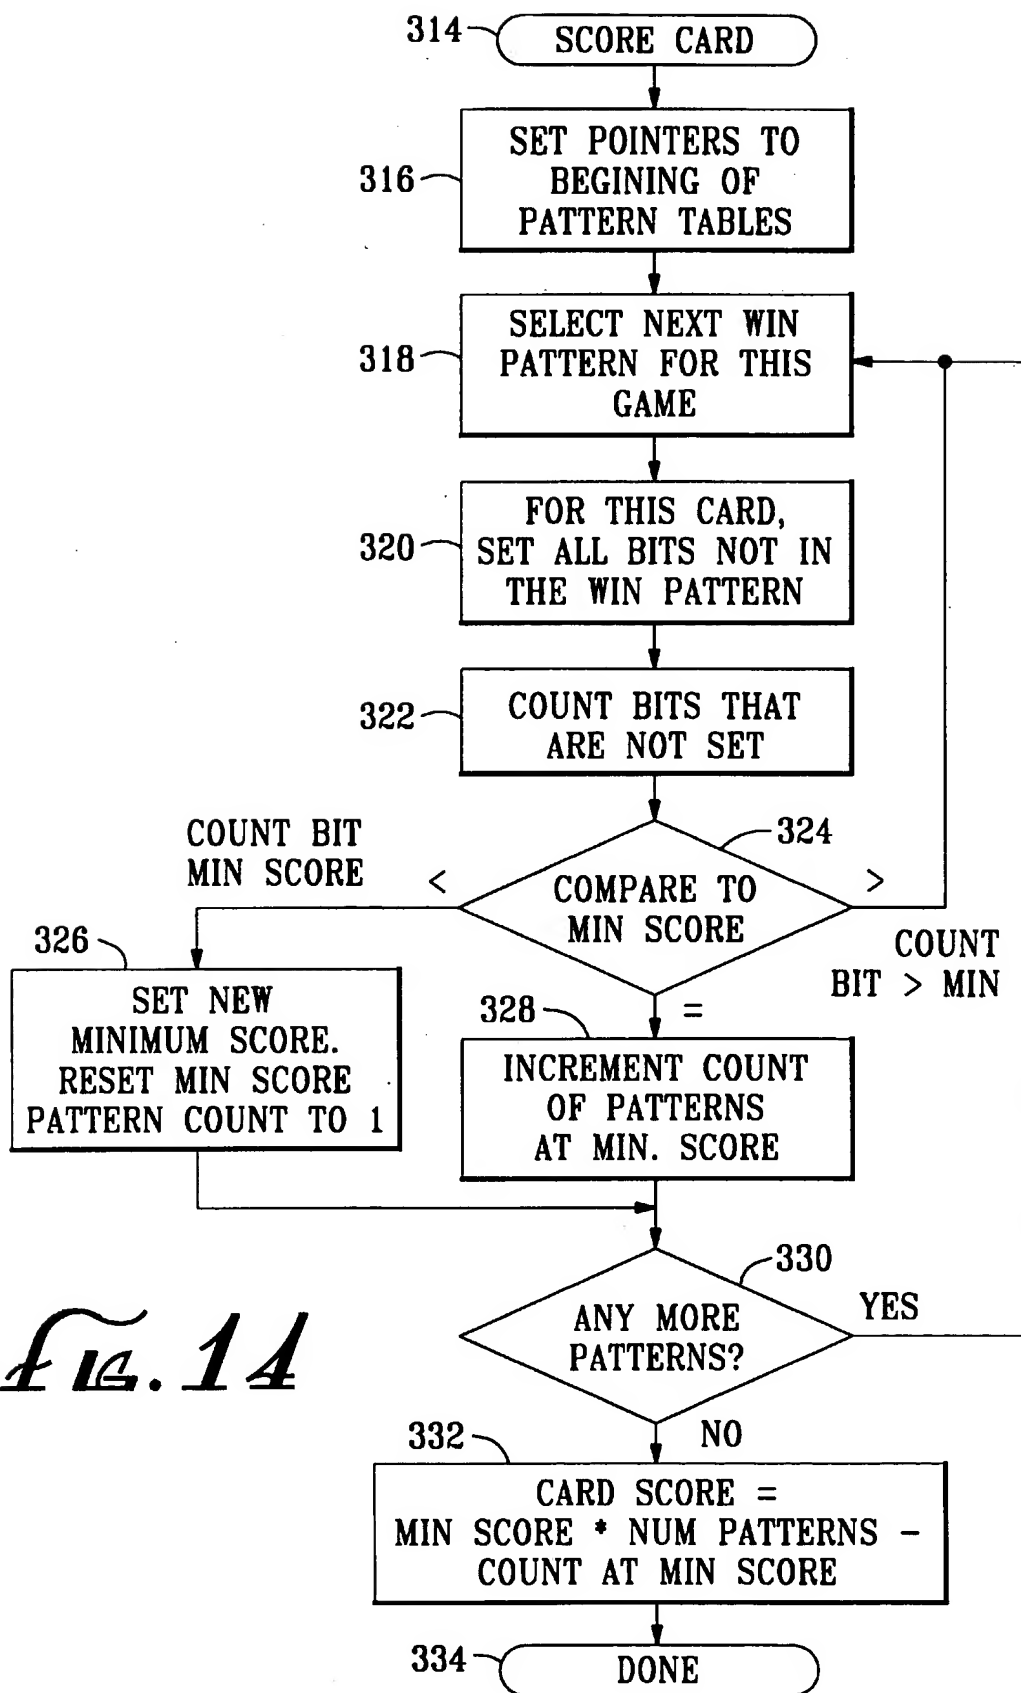 314
SCORE CARD
316
SET POINTERS TO
BEGINING OF
PATTERN TABLES
318
SELECT NEXT WIN
PATTERN FOR THIS
GAME
320
FOR THIS CARD,
SET ALL BITS NOT IN
THE WIN PATTERN
322
COUNT BITS THAT
ARE NOT SET
324
COMPARE TO
MIN SCORE
COUNT BIT
MIN SCORE <
>
COUNT
BIT > MIN
=
326
SET NEW
MINIMUM SCORE.
RESET MIN SCORE
PATTERN COUNT TO 1
328
INCREMENT COUNT
OF PATTERNS
AT MIN. SCORE
330
ANY MORE
PATTERNS?
YES
NO
332
CARD SCORE =
MIN SCORE * NUM PATTERNS -
COUNT AT MIN SCORE
334
DONE
FIG. 14